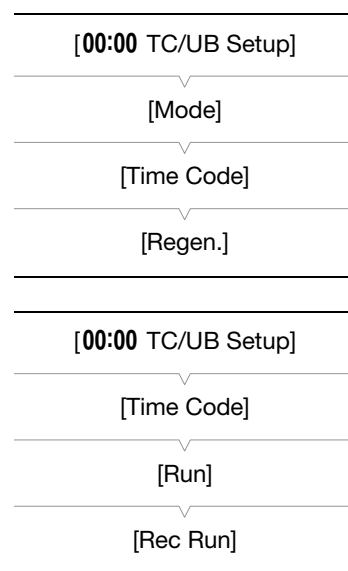 [00:00 TC/UB Setup]
[Mode]
[Time Code]
[Regen.]
[00:00 TC/UB Setup]
[Time Code]
[Run]
[Rec Run]